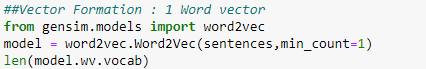 ##Vector Formation : 1 Word vector
from gensim.models import word2vec
model = word2vec.Word2Vec(sentences,min_count=1)
len(model.wv.vocab)